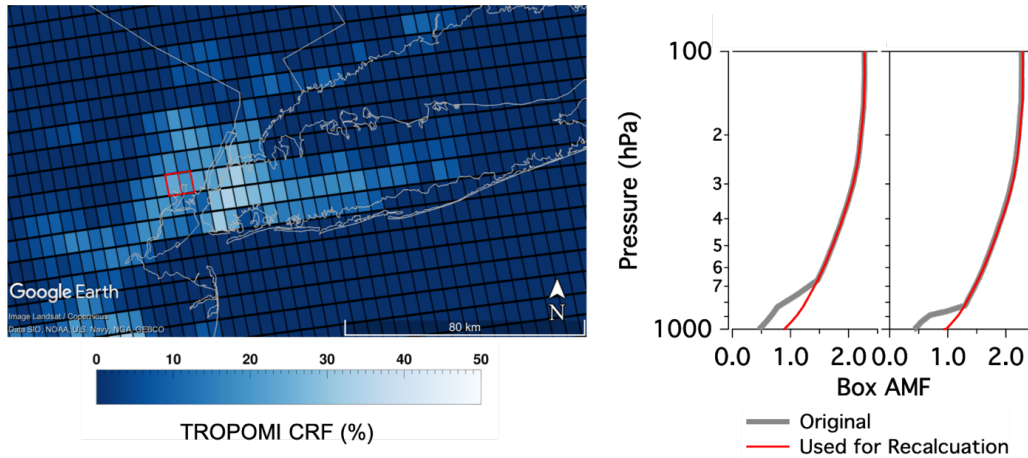 Google Earth
Image Landsat / Copernicus
Data SIO, NOAA, U.S. Navy, NGA, GEBCO
N
80 km
0 10 20 30 40 50
TROPOMI CRF (%)
Pressure (hPa)
100
2
3
4
5
6
7
1000
0.0 1.0 2.0 0.0 1.0 2.0
Box AMF
Original
Used for Recalcuation